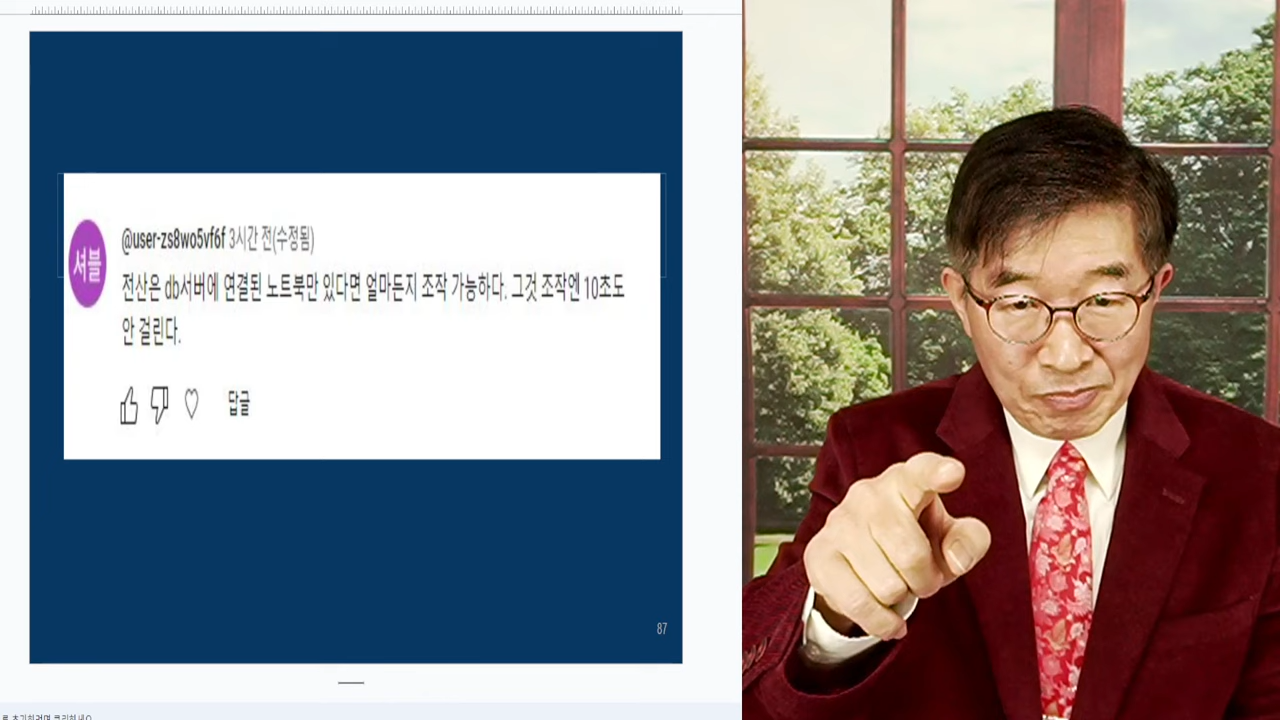 셔블
@user-zs8wo5vf6f 3시간 전(수정됨)
전산은 db서버에 연결된 노트북만 있다면 얼마든지 조작 가능하다. 그것 조작엔 10초도
안 걸린다.
답글
87